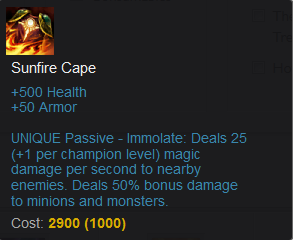 Sunfire Cape
+500 Health
+50 Armor
UNIQUE Passive - Immolate: Deals 25
(+1 per champion level) magic
damage per second to nearby
enemies. Deals 50% bonus damage
to minions and monsters.
Cost: 2900 (1000)